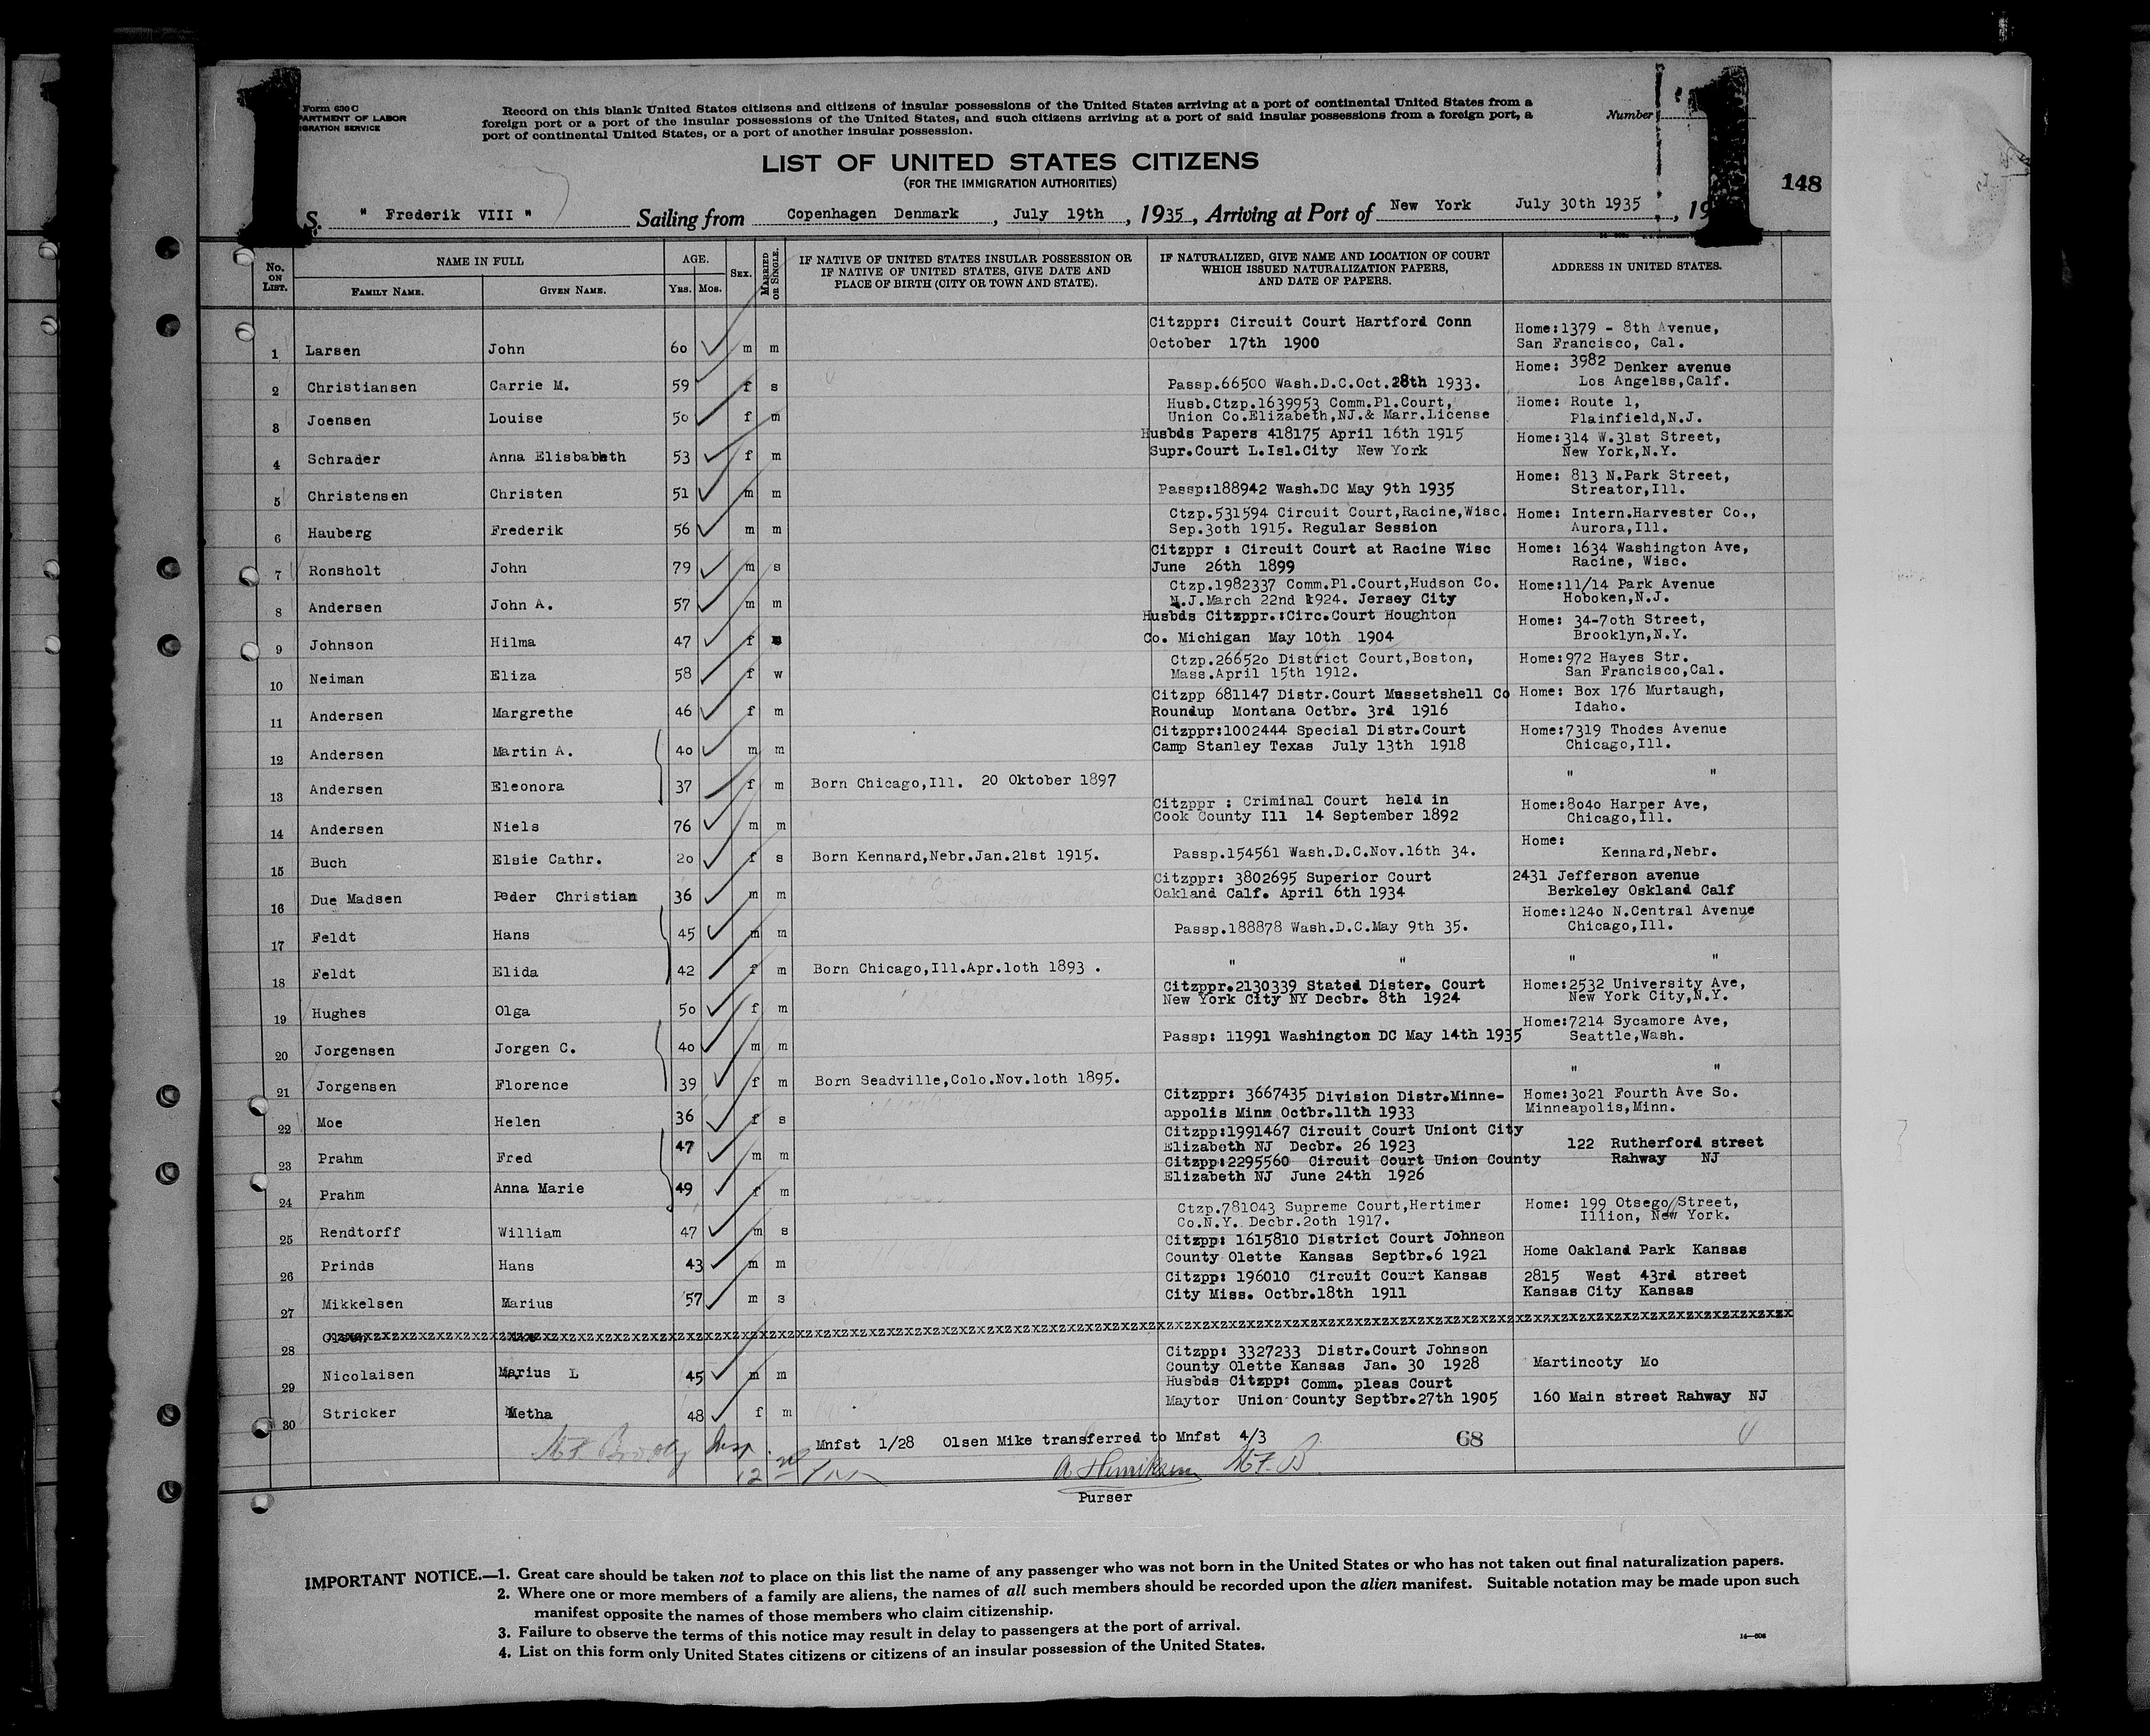 Form 630 C
PARTMENT OF LABOR
IGRATION SERVICE
Record on this blank United States citizens and citizens of insular possessions of the United States arriving at a port of continental United States from a
foreign port or a port of the insular possessions of the United States, and such citizens arriving at a port of said insular possessions from a foreign port, a
port of continental United States, or a port of another insular possession.
Number
1 1
LIST OF UNITED STATES CITIZENS
(FOR THE IMMIGRATION AUTHORITIES)
148
S. " Frederik VIII " Sailing from Copenhagen Denmark, July 19th, 1935, Arriving at Port of New York July 30th 1935, 19
No. ON LIST. NAME IN FULL FAMILY NAME. GIVEN NAME. AGE. YRS. MOS. SEX. MARRIED OR SINGLE. IF NATIVE OF UNITED STATES INSULAR POSSESSION OR IF NATIVE OF UNITED STATES, GIVE DATE AND PLACE OF BIRTH (CITY OR TOWN AND STATE). IF NATURALIZED, GIVE NAME AND LOCATION OF COURT WHICH ISSUED NATURALIZATION PAPERS, AND DATE OF PAPERS. ADDRESS IN UNITED STATES.
1 Larsen John 60 m m Citzppr: Circuit Court Hartford Conn October 17th 1900 Home:1379 - 8th Avenue, San Francisco, Cal.
2 Christiansen Carrie M. 59 f s Passp.66500 Wash.D.C.Oct.28th 1933. Home: 3982 Denker avenue Los Angelss,Calf.
3 Joensen Louise 50 f m Husb.Ctzp.1639953 Comm.Pl.Court, Union Co.Elizabeth,NJ.& Marr.License Home: Route 1, Plainfield,N.J.
4 Schrader Anna Elisbabeth 53 f m Husbds Papers 418175 April 16th 1915 Supr.Court L.Isl.City New York Home:314 W.31st Street, New York,N.Y.
5 Christensen Christen 51 m m Passp:188942 Wash.DC May 9th 1935 Home: 813 N.Park Street, Streator,Ill.
6 Hauberg Frederik 56 m m Ctzp.531594 Circuit Court,Racine,Wisc. Sep.30th 1915. Regular Session Home: Intern.Harvester Co., Aurora,Ill.
7 Ronsholt John 79 m s Citzppr : Circuit Court at Racine Wisc June 26th 1899 Home: 1634 Washington Ave, Racine, Wisc.
8 Andersen John A. 57 m m Ctzp.1982337 Comm.Pl.Court,Hudson Co. N.J.March 22nd 1924. Jersey City Home:11/14 Park Avenue Hoboken,N.J.
9 Johnson Hilma 47 f Husbds Citzppr.:Circ.Court Houghton Co. Michigan May 10th 1904 Home: 34-70th Street, Brooklyn,N.Y.
10 Neiman Eliza 58 f w Ctzp.266520 District Court,Boston, Mass.April 15th 1912. Home:972 Hayes Str. San Francisco,Cal.
11 Andersen Margrethe 46 f m Citzpp 681147 Distr.Court Mussetshell Co Roundup Montana Octbr. 3rd 1916 Home: Box 176 Murtaugh, Idaho.
12 Andersen Martin A. 40 m m Citzppr:1002444 Special Distr.Court Camp Stanley Texas July 13th 1918 Home:7319 Thodes Avenue Chicago,Ill.
13 Andersen Eleonora 37 f m Born Chicago,Ill. 20 Oktober 1897 " "
14 Andersen Niels 76 m m Citzppr : Criminal Court held in Cook County Ill 14 September 1892 Home:8040 Harper Ave, Chicago,Ill.
15 Buch Elsie Cathr. 20 f s Born Kennard,Nebr.Jan.21st 1915. Passp.154561 Wash.D.C.Nov.16th 34. Home: Kennard,Nebr.
16 Due Madsen Peder Christian 36 m m Citzppr: 3802695 Superior Court Oakland Calf. April 6th 1934 2431 Jefferson avenue Berkeley Oskland Calf
17 Feldt Hans 45 m m Passp.188878 Wash.D.C.May 9th 35. Home:1240 N.Central Avenue Chicago,Ill.
18 Feldt Elida 42 f m Born Chicago,Ill.Apr.10th 1893 . " " " "
19 Hughes Olga 50 f m Citzppr.2130339 Stated Dister. Court New York City NY Decbr. 8th 1924 Home:2532 University Ave, New York City,N.Y.
20 Jorgensen Jorgen C. 40 m m Passp: 11991 Washington DC May 14th 1935 Home:7214 Sycamore Ave, Seattle,Wash.
21 Jorgensen Florence 39 f m Born Seadville,Colo.Nov.10th 1895. " "
22 Moe Helen 36 f s Citzppr: 3667435 Division Distr.Minne- appolis Minn Octbr.11th 1933 Home:3021 Fourth Ave So. Minneapolis,Minn.
23 Prahm Fred 47 m m Citzpp:1991467 Circuit Court Uniont City Elizabeth NJ Decbr. 26 1923 122 Rutherford street Rahway NJ
24 Prahm Anna Marie 49 f m Citzpp:2295560 Circuit Court Union County Elizabeth NJ June 24th 1926
25 Rendtorff William 47 m s Ctzp.781043 Supreme Court,Hertimer Co.N.Y. Decbr.20th 1917. Home: 199 Otsego Street, Illion, New York.
26 Prinds Hans 43 m m Citzpp: 1615810 District Court Johnson County Olette Kansas Septbr.6 1921 Home Oakland Park Kansas
27 Mikkelsen Marius 57 m s Citzpp: 196010 Circuit Court Kansas City Miss. Octbr.18th 1911 2815 West 43rd street Kansas City Kansas
28 Olsen
29 Nicolaisen Marius L 45 m m Citzpp: 3327233 Distr.Court Johnson County Olette Kansas Jan. 30 1928 Martincoty Mo
30 Stricker Metha 48 f m Husbds Citzpp: Comm. pleas Court Maytor Union County Septbr.27th 1905 160 Main street Rahway NJ
Mnfst 1/28 Olsen Mike transferred to Mnfst 4/3 68
A Henriksen
Purser
IMPORTANT NOTICE.—1. Great care should be taken not to place on this list the name of any passenger who was not born in the United States or who has not taken out final naturalization papers.
2. Where one or more members of a family are aliens, the names of all such members should be recorded upon the alien manifest. Suitable notation may be made upon such
manifest opposite the names of those members who claim citizenship.
3. Failure to observe the terms of this notice may result in delay to passengers at the port of arrival.
4. List on this form only United States citizens or citizens of an insular possession of the United States.
14—806